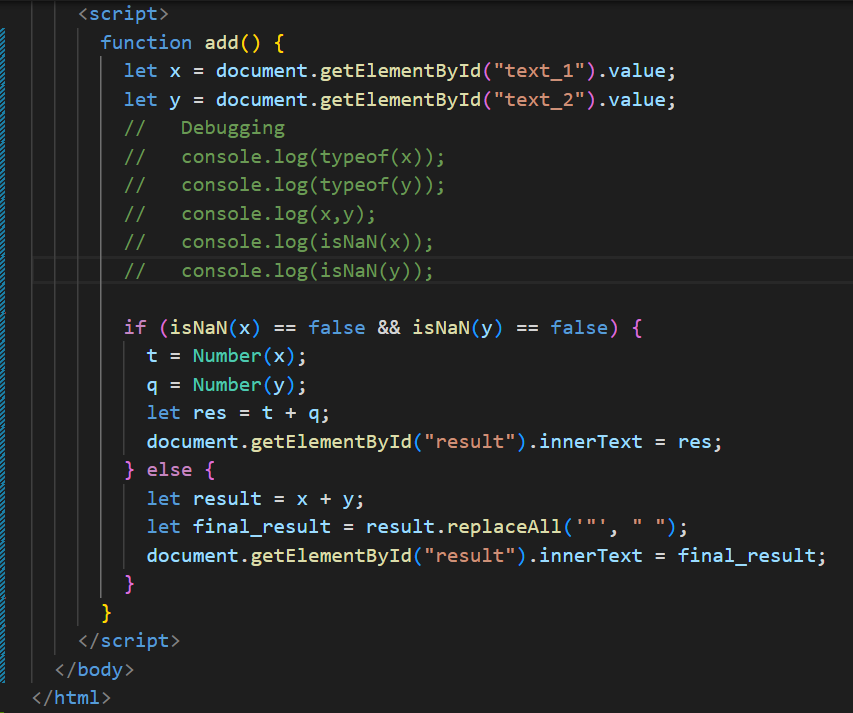 <script>
function add() {
let x = document.getElementById("text_1").value;
let y = document.getElementById("text_2").value;
//   Debugging
//   console.log(typeof(x));
//   console.log(typeof(y));
//   console.log(x,y);
//   console.log(isNaN(x));
//   console.log(isNaN(y));
if (isNaN(x) == false && isNaN(y) == false) {
t = Number(x);
q = Number(y);
let res = t + q;
document.getElementById("result").innerText = res;
} else {
let result = x + y;
let final_result = result.replaceAll('"', " ");
document.getElementById("result").innerText = final_result;
}
}
</script>
</body>
</html>